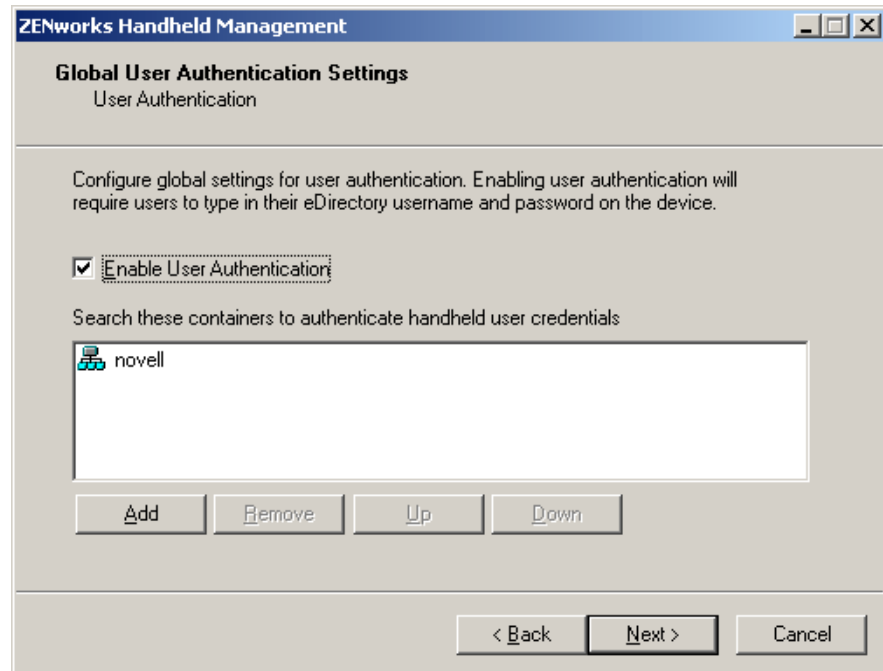 ZENworks Handheld Management
Global User Authentication Settings
User Authentication
Configure global settings for user authentication. Enabling user authentication will
require users to type in their eDirectory username and password on the device.
Enable User Authentication
Search these containers to authenticate handheld user credentials
novell
Add
Remove
Up
Down
< Back
Next >
Cancel